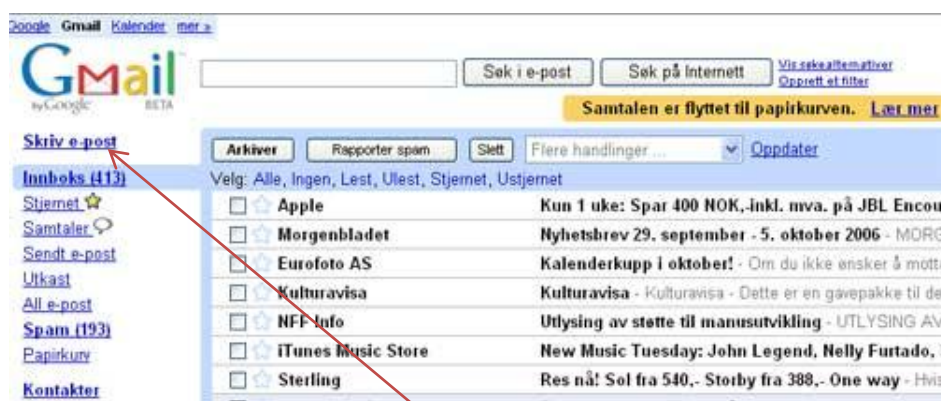 Google Gmail Kalender mer »
Gmail
by Google BETA
Søk i e-post Søk på Internett Vis søkealternativer
Opprett et filter
Samtalen er flyttet til papirkurven. Lær mer
Skriv e-post
Arkiver Rapporter spam Slett Flere handlinger ... Oppdater
Innboks (413)
Velg: Alle, Ingen, Lest, Ulest, Stjernet, Ustjernet
Stjernet
Apple Kun 1 uke: Spar 400 NOK,-inkl. mva. på JBL Encou
Samtaler
Morgenbladet Nyhetsbrev 29. september - 5. oktober 2006 - MORG
Sendt e-post
Eurofoto AS Kalenderkupp i oktober! - Om du ikke ønsker å motta
Utkast
Kulturavisa Kulturavisa - Kulturavisa - Dette er en gavepakke til de
All e-post
NFF Info Utlysing av støtte til manusutvikling - UTLYSING AV
Spam (193)
iTunes Music Store New Music Tuesday: John Legend, Nelly Furtado,
Papirkurv
Sterling Res nå! Sol fra 540,- Storby fra 388,- One way - Hvis
Kontakter